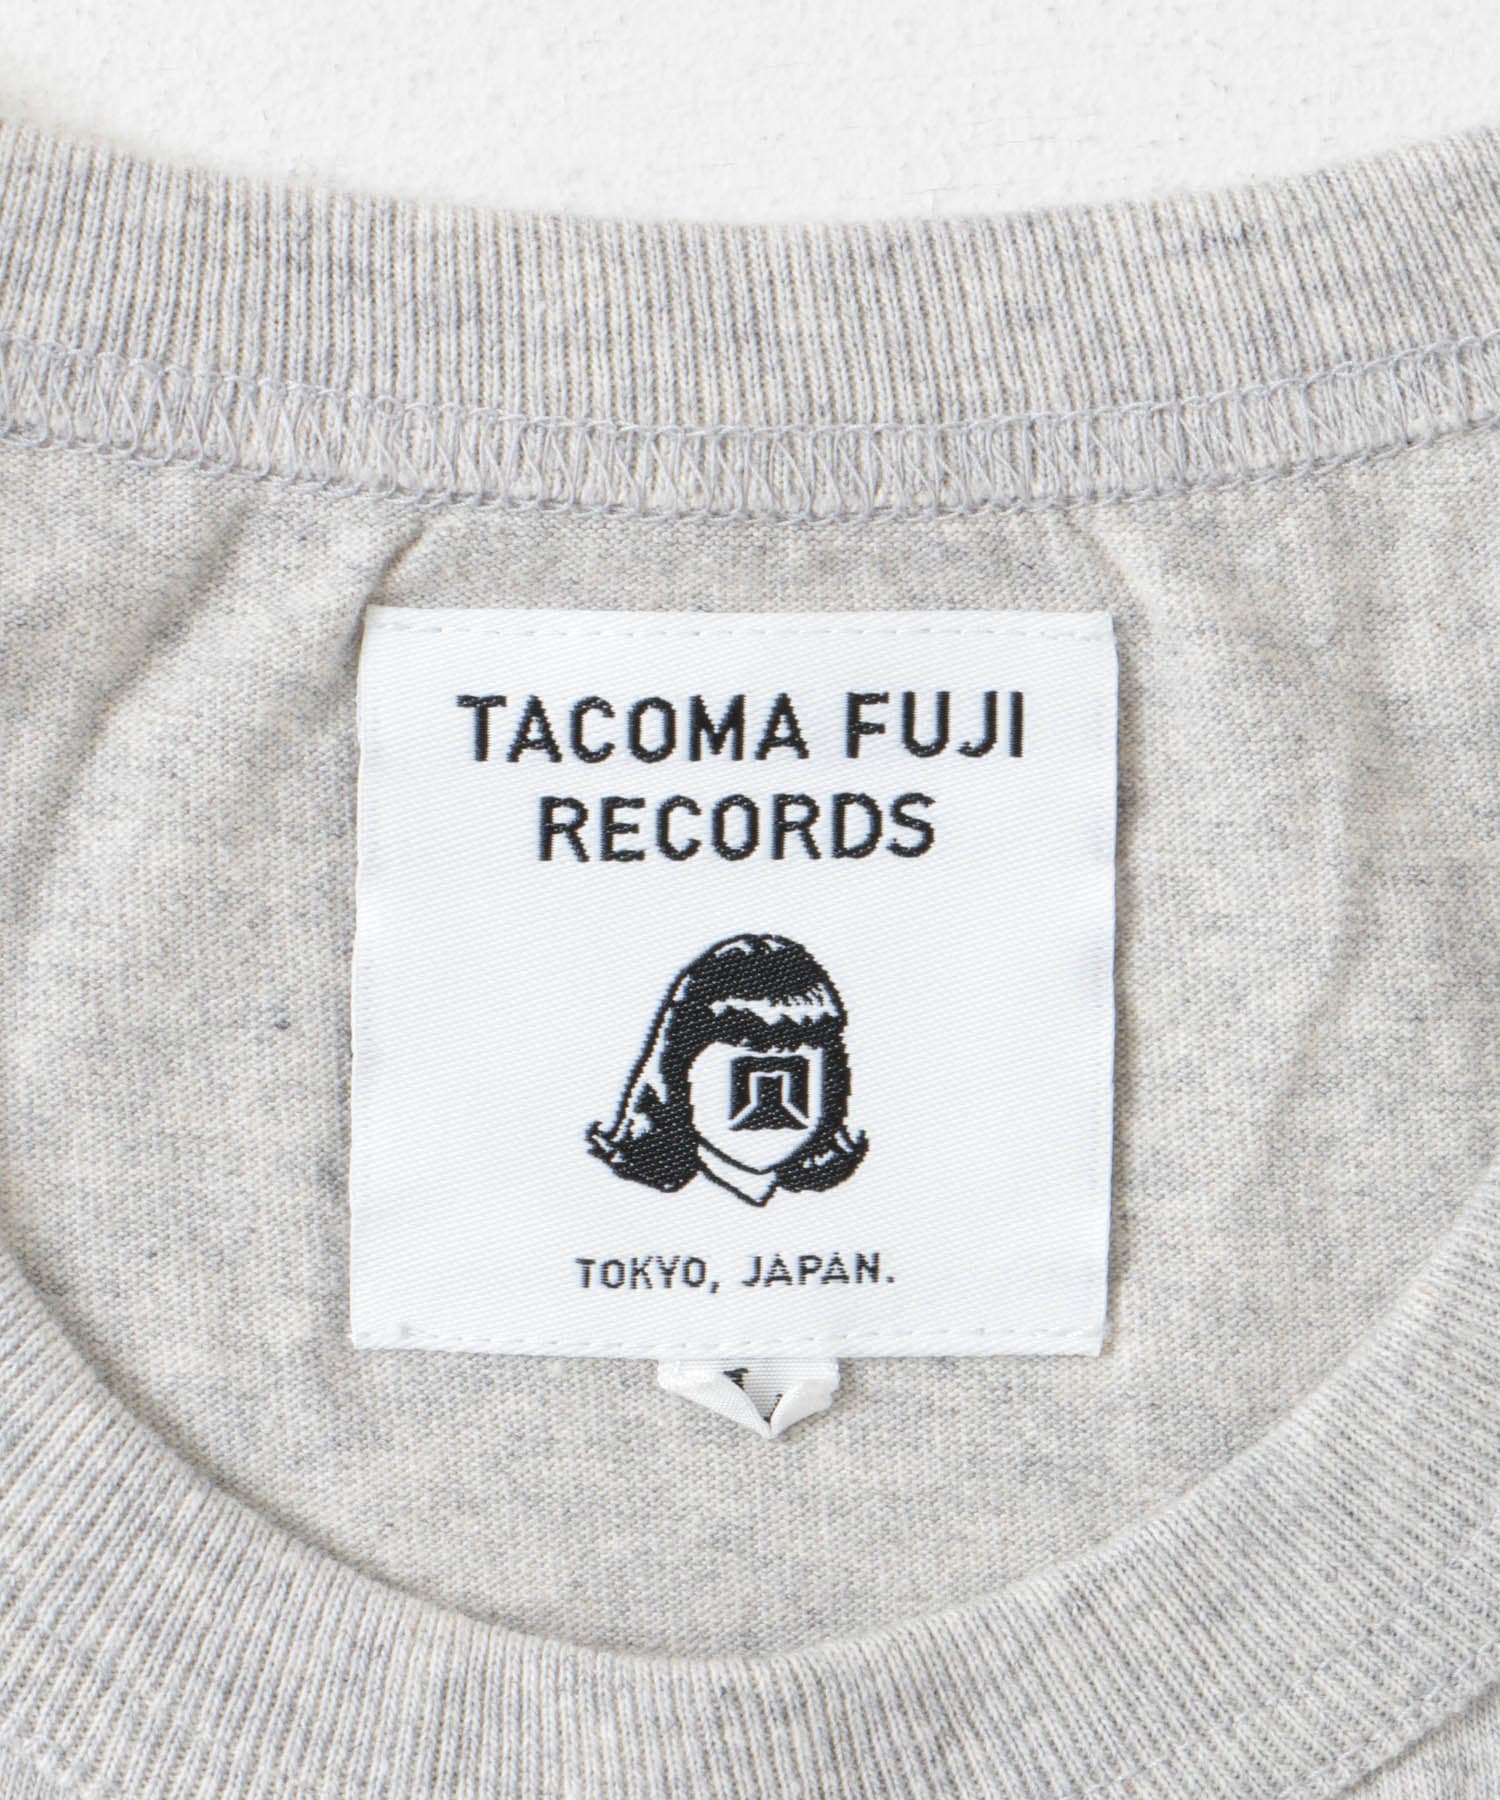 TACOMA FUJI
RECORDS
TOKYO, JAPAN.